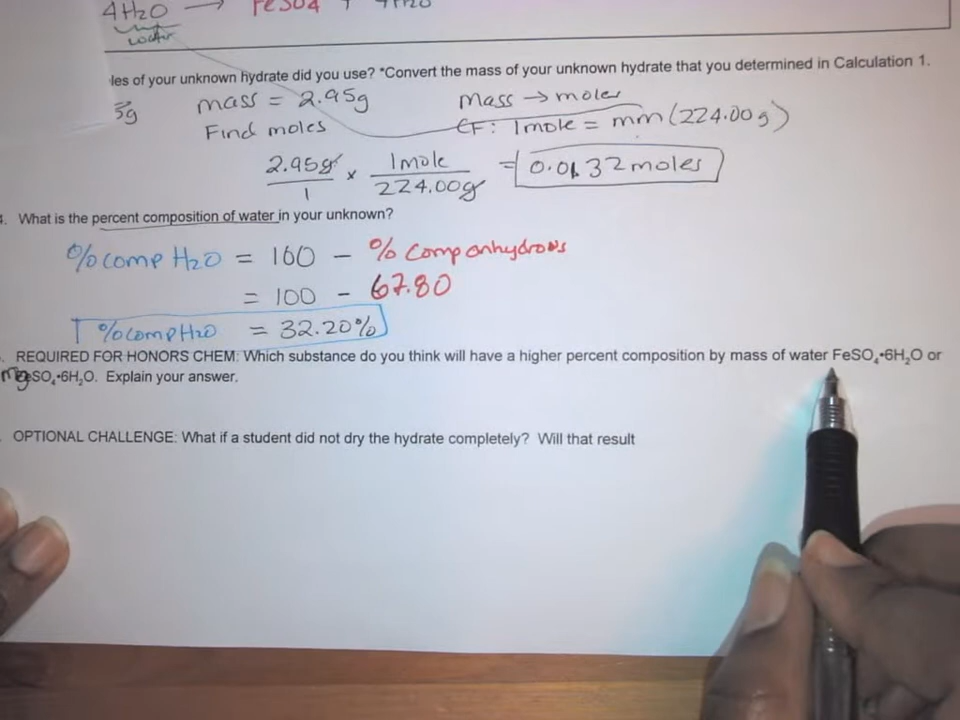 4H₂O → FeSO4 + 4H₂O
water
les of your unknown hydrate did you use? *Convert the mass of your unknown hydrate that you determined in Calculation 1.
5g mass = 2.95g Mass → moles
Find moles CF: 1mole = mm (224.00g)
2.95g/1 × 1mole/224.00g = 0.0132 moles
4. What is the percent composition of water in your unknown?
% comp H₂O = 100 − % comp anhydrous
= 100 − 67.80
% comp H₂O = 32.20%
. REQUIRED FOR HONORS CHEM: Which substance do you think will have a higher percent composition by mass of water FeSO₄•6H₂O or
MgSO₄•6H₂O. Explain your answer.
. OPTIONAL CHALLENGE: What if a student did not dry the hydrate completely? Will that result